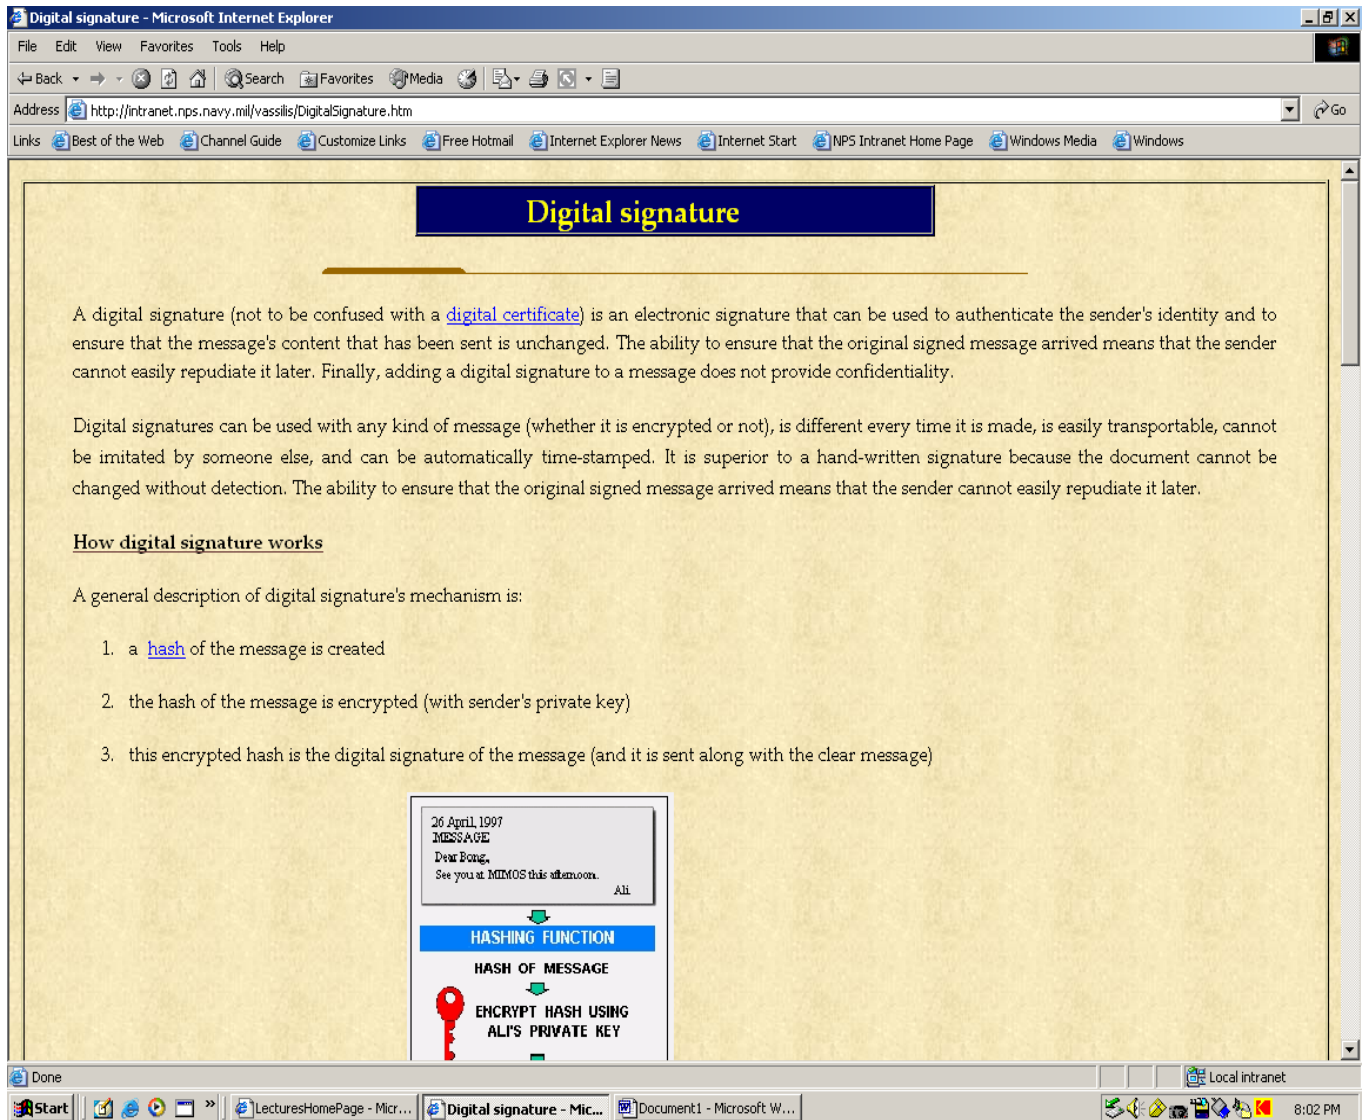 Digital signature - Microsoft Internet Explorer
File Edit View Favorites Tools Help
Back Search Favorites Media
Address http://intranet.nps.navy.mil/vassilis/DigitalSignature.htm Go
Links Best of the Web Channel Guide Customize Links Free Hotmail Internet Explorer News Internet Start NPS Intranet Home Page Windows Media Windows
Digital signature
A digital signature (not to be confused with a digital certificate) is an electronic signature that can be used to authenticate the sender's identity and to
ensure that the message's content that has been sent is unchanged. The ability to ensure that the original signed message arrived means that the sender
cannot easily repudiate it later. Finally, adding a digital signature to a message does not provide confidentiality.
Digital signatures can be used with any kind of message (whether it is encrypted or not), is different every time it is made, is easily transportable, cannot
be imitated by someone else, and can be automatically time-stamped. It is superior to a hand-written signature because the document cannot be
changed without detection. The ability to ensure that the original signed message arrived means that the sender cannot easily repudiate it later.
How digital signature works
A general description of digital signature's mechanism is:
1. a hash of the message is created
2. the hash of the message is encrypted (with sender's private key)
3. this encrypted hash is the digital signature of the message (and it is sent along with the clear message)
26 April, 1997
MESSAGE
Dear Bong,
See you at MIMOS this afternoon.
Ali
HASHING FUNCTION
HASH OF MESSAGE
ENCRYPT HASH USING
ALI'S PRIVATE KEY
Done Local intranet
Start » LecturesHomePage - Micr... Digital signature - Mic... Document1 - Microsoft W... 8:02 PM